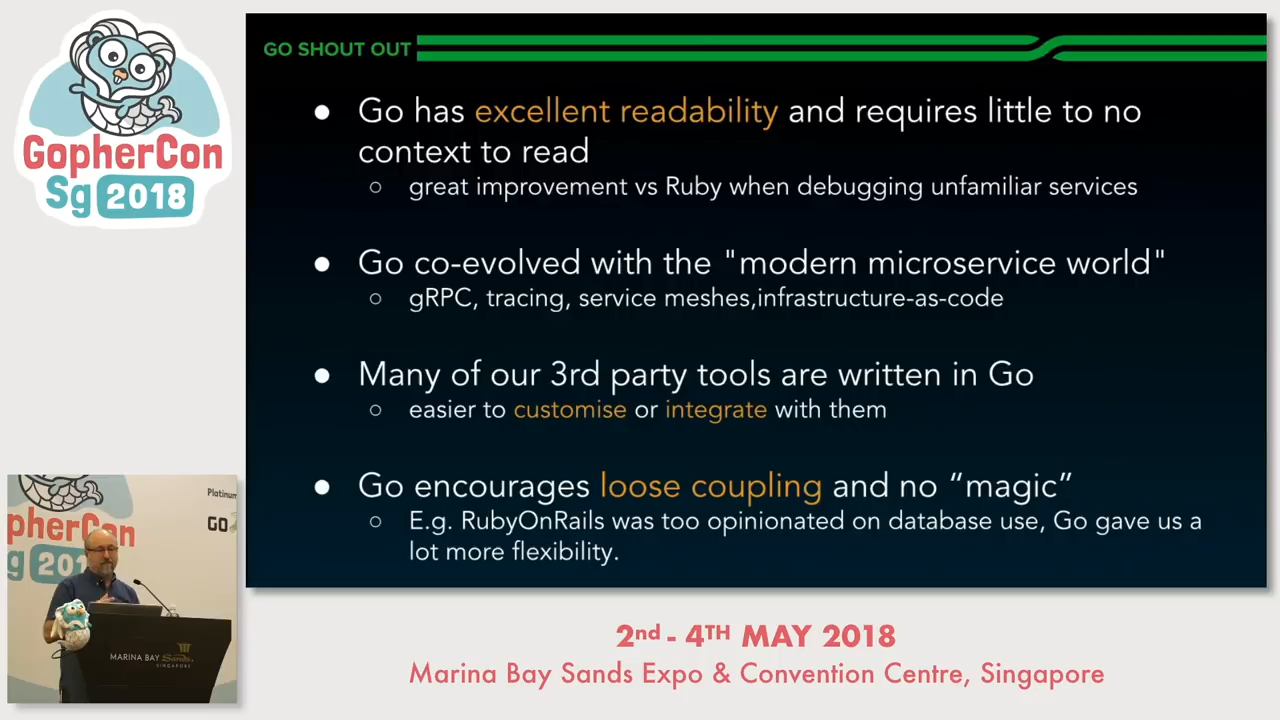 GopherCon
Sg 2018
GO SHOUT OUT
● Go has excellent readability and requires little to no
context to read
○ great improvement vs Ruby when debugging unfamiliar services
● Go co-evolved with the "modern microservice world"
○ gRPC, tracing, service meshes,infrastructure-as-code
● Many of our 3rd party tools are written in Go
○ easier to customise or integrate with them
● Go encourages loose coupling and no “magic”
○ E.g. RubyOnRails was too opinionated on database use, Go gave us a
lot more flexibility.
Platinum
GO
pherCon
g 201
MARINA BAY Sands
SINGAPORE
2nd - 4TH MAY 2018
Marina Bay Sands Expo & Convention Centre, Singapore